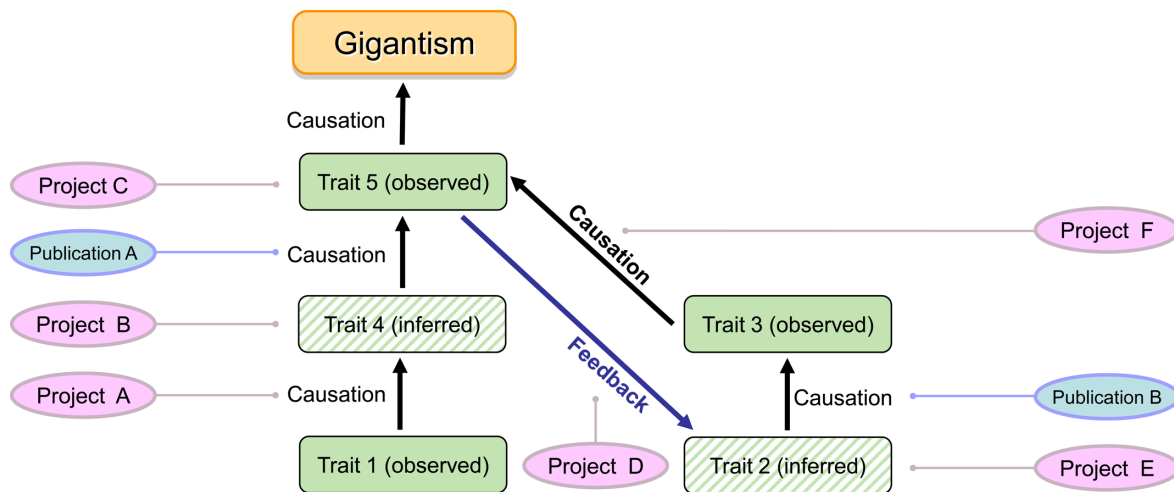 Gigantism
Causation
Project C
Trait 5 (observed)
Causation
Project F
Publication A
Causation
Project B
Trait 4 (inferred)
Trait 3 (observed)
Feedback
Project A
Causation
Causation
Publication B
Trait 1 (observed)
Project D
Trait 2 (inferred)
Project E